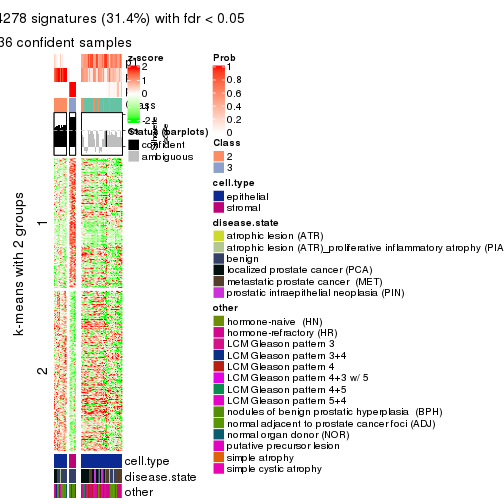 4278 signatures (31.4%) with fdr < 0.05
36 confident samples
z-score
2
1
0
-1
-2
Status (barplots)
confident
ambiguous
Prob
1
0.8
0.6
0.4
0.2
0
Class
2
3
cell.type
epithelial
stromal
disease.state
atrophic lesion (ATR)
atrophic lesion (ATR)_proliferative inflammatory atrophy (PIA
benign
localized prostate cancer (PCA)
metastatic prostate cancer (MET)
prostatic intraepithelial neoplasia (PIN)
other
hormone-naive (HN)
hormone-refractory (HR)
LCM Gleason pattern 3
LCM Gleason pattern 3+4
LCM Gleason pattern 4
LCM Gleason pattern 4+3 w/ 5
LCM Gleason pattern 4+5
LCM Gleason pattern 5+4
nodules of benign prostatic hyperplasia (BPH)
normal adjacent to prostate cancer foci (ADJ)
normal organ donor (NOR)
putative precursor lesion
simple atrophy
simple cystic atrophy
k-means with 2 groups
1
2
cell.type
disease.state
other